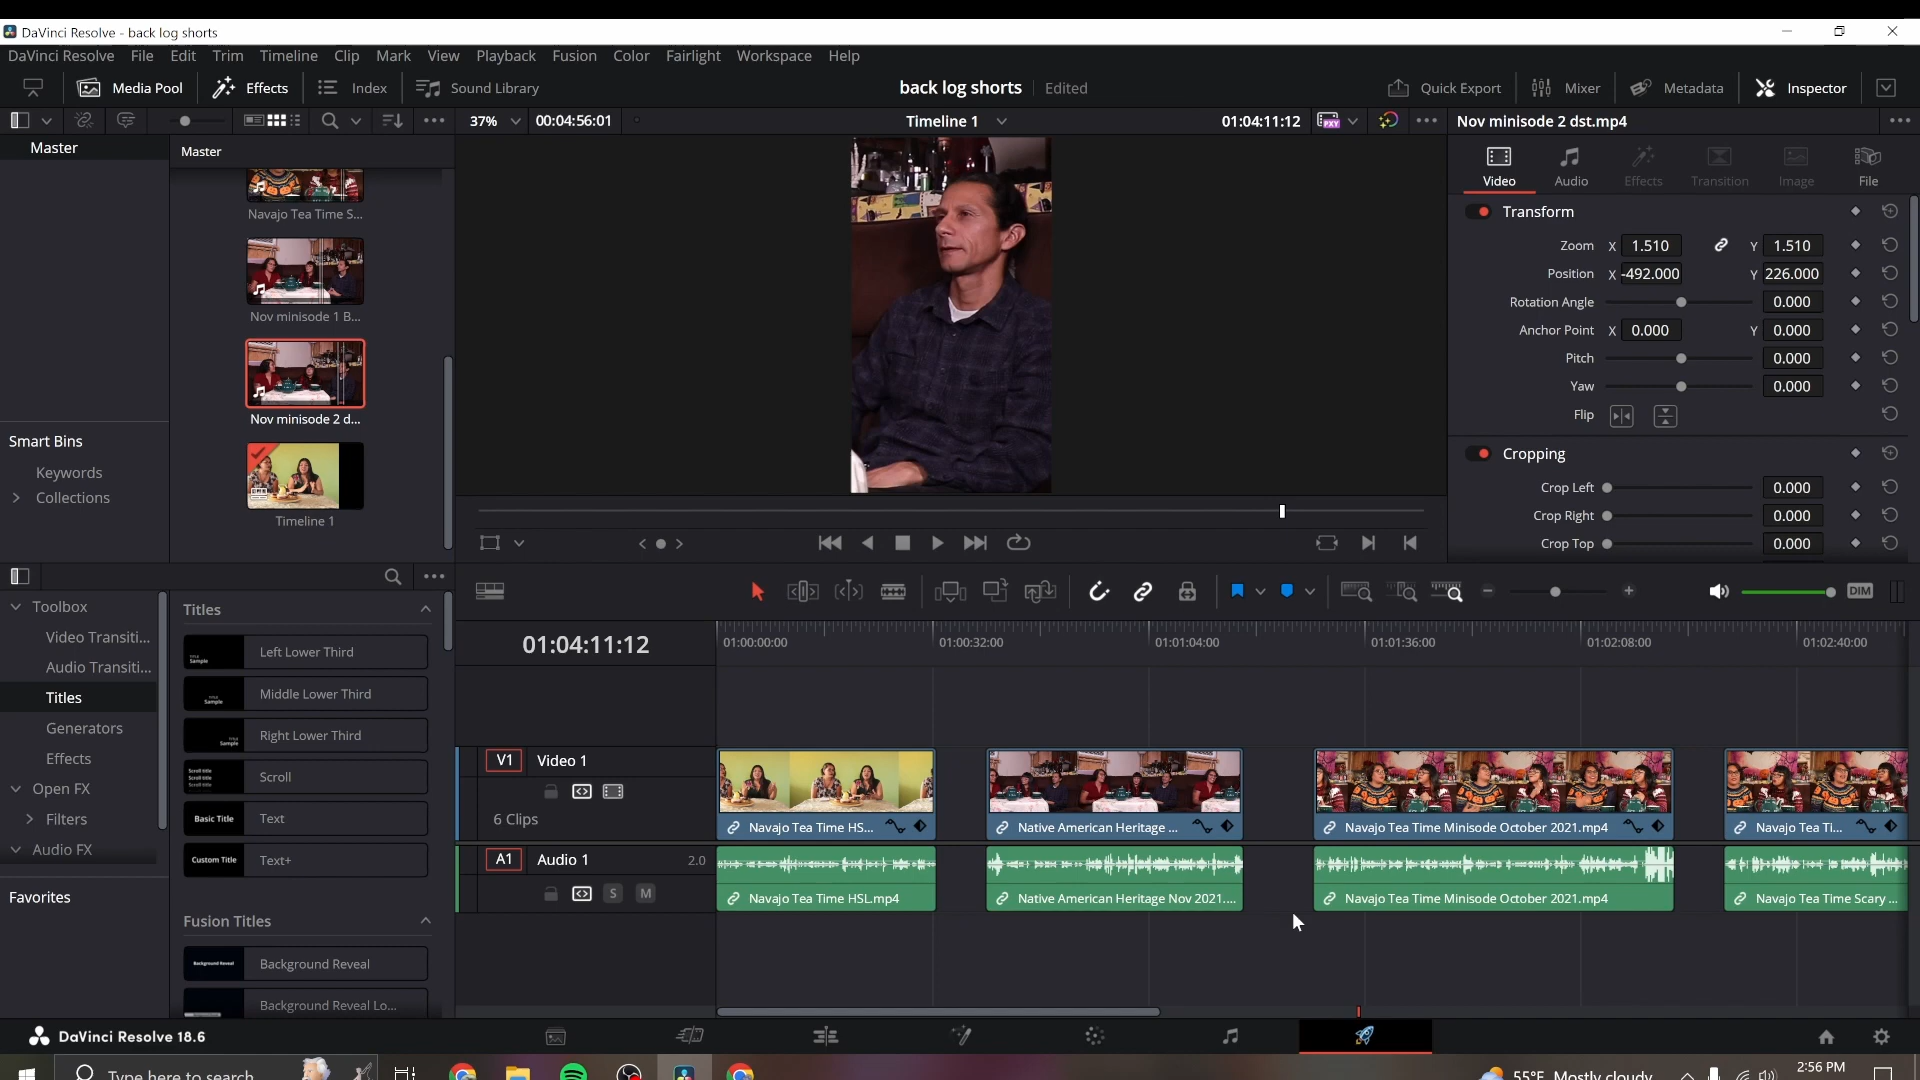 DaVinci Resolve - back log shorts
DaVinci Resolve File Edit Trim Timeline Clip Mark View Playback Fusion Color Fairlight Workspace Help
Media Pool Effects Index Sound Library back log shorts Edited Quick Export Mixer Metadata Inspector
37% 00:04:56:01 Timeline 1 01:04:11:12 PXY Nov minisode 2 dst.mp4
Master Master
Video Audio Effects Transition Image File
Navajo Tea Time S...
Nov minisode 1 B...
Nov minisode 2 d...
Timeline 1
Smart Bins
Keywords
Collections
Transform
Zoom X 1.510 Y 1.510
Position X -492.000 Y 226.000
Rotation Angle 0.000
Anchor Point X 0.000 Y 0.000
Pitch 0.000
Yaw 0.000
Flip
Cropping
Crop Left 0.000
Crop Right 0.000
Crop Top 0.000
Toolbox
Video Transiti...
Audio Transiti...
Titles
Generators
Effects
Open FX
Filters
Audio FX
Favorites
Titles
Left Lower Third
Middle Lower Third
Right Lower Third
Scroll
Basic Title Text
Custom Title Text+
Fusion Titles
Background Reveal Background Reveal
Background Reveal Lo...
DIM
01:04:11:12 01:00:00:00 01:00:32:00 01:01:04:00 01:01:36:00 01:02:08:00 01:02:40:00
V1 Video 1
6 Clips
Navajo Tea Time HS... Native American Heritage ... Navajo Tea Time Minisode October 2021.mp4 Navajo Tea Ti...
A1 Audio 1 2.0
S M
Navajo Tea Time HSL.mp4 Native American Heritage Nov 2021.... Navajo Tea Time Minisode October 2021.mp4 Navajo Tea Time Scary ...
DaVinci Resolve 18.6
Type here to search 55°F Mostly cloudy 2:56 PM